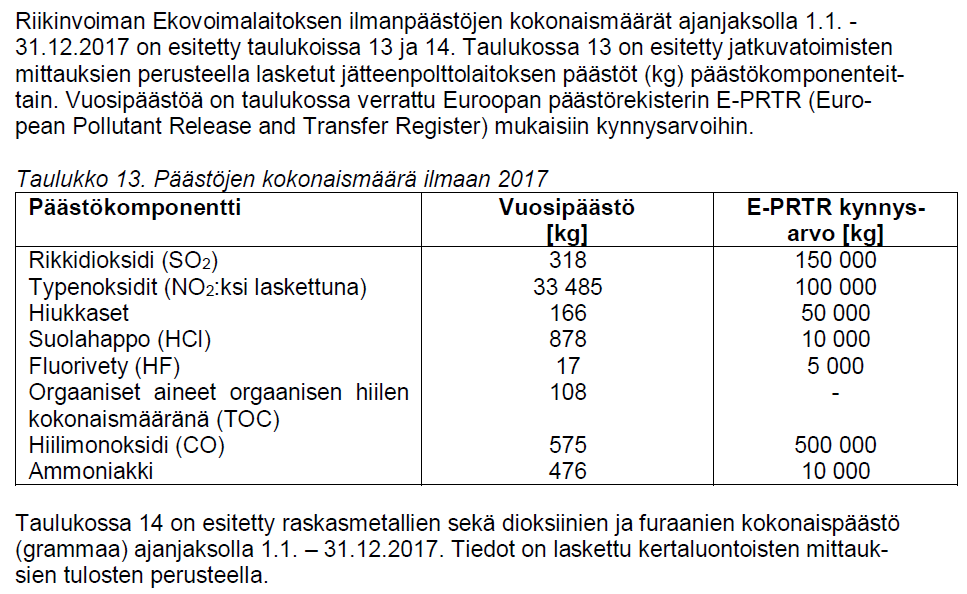 Riikinvoiman Ekovoimalaitoksen ilmanpäästöjen kokonaismäärät ajanjaksolla 1.1. -
31.12.2017 on esitetty taulukoissa 13 ja 14. Taulukossa 13 on esitetty jatkuvatoimisten
mittauksien perusteella lasketut jätteenpolttolaitoksen päästöt (kg) päästökomponenteit-
tain. Vuosipäästöä on taulukossa verrattu Euroopan päästörekisterin E-PRTR (Euro-
pean Pollutant Release and Transfer Register) mukaisiin kynnysarvoihin.
Taulukko 13. Päästöjen kokonaismäärä ilmaan 2017
Päästökomponentti Vuosipäästö E-PRTR kynnys-
[kg] arvo [kg]
Rikkidioksidi (SO₂) 318 150 000
Typenoksidit (NO₂:ksi laskettuna) 33 485 100 000
Hiukkaset 166 50 000
Suolahappo (HCl) 878 10 000
Fluorivety (HF) 17 5 000
Orgaaniset aineet orgaanisen hiilen 108 -
kokonaismääränä (TOC)
Hiilimonoksidi (CO) 575 500 000
Ammoniakki 476 10 000
Taulukossa 14 on esitetty raskasmetallien sekä dioksiinien ja furaanien kokonaispäästö
(grammaa) ajanjaksolla 1.1. – 31.12.2017. Tiedot on laskettu kertaluontoisten mittauk-
sien tulosten perusteella.